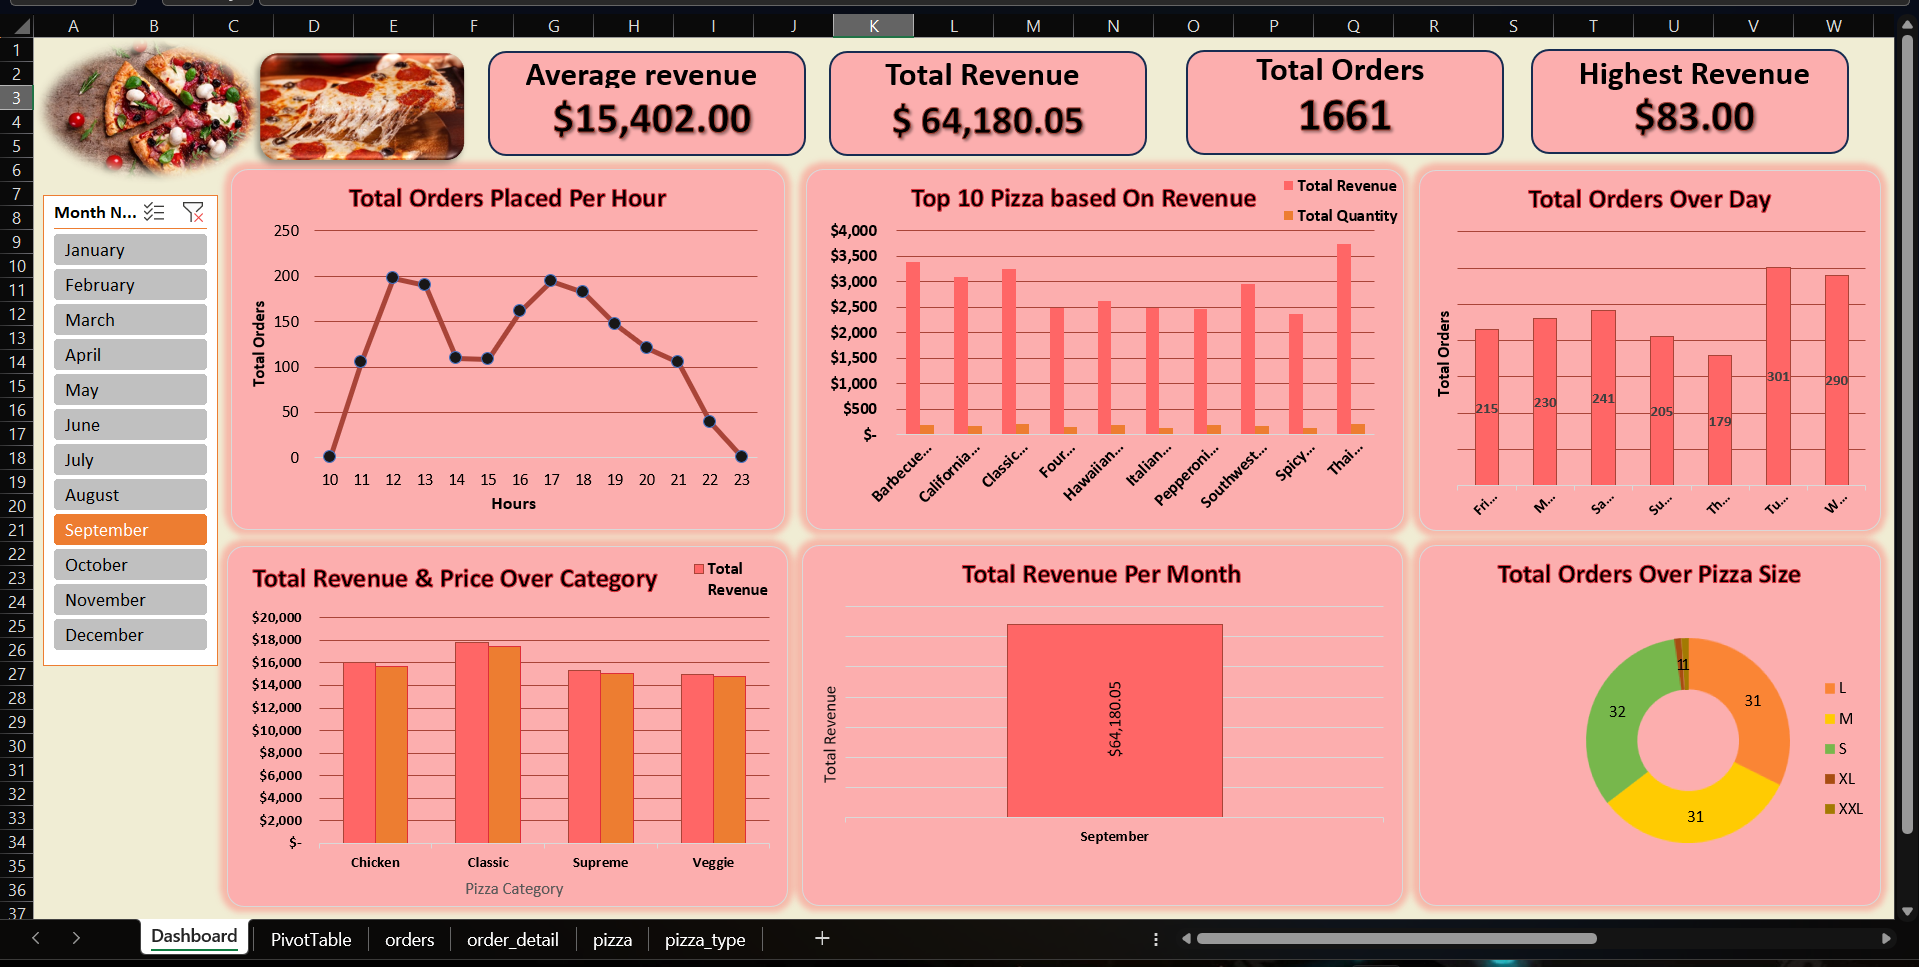 A B C D E F G H I J K L M N O P Q R S T U V W
1
2
3
4
5
6
7
8
9
10
11
12
13
14
15
16
17
18
19
20
21
22
23
24
25
26
27
28
29
30
31
32
33
34
35
36
37
Average revenue
$15,402.00
Total Revenue
$ 64,180.05
Total Orders
1661
Highest Revenue
$83.00
Month N...
January
February
March
April
May
June
July
August
September
October
November
December
Total Orders Placed Per Hour
250
200
150
100
50
0
Total Orders
10 11 12 13 14 15 16 17 18 19 20 21 22 23
Hours
Top 10 Pizza based On Revenue
Total Revenue
Total Quantity
$4,000
$3,500
$3,000
$2,500
$2,000
$1,500
$1,000
$500
$-
Barbecue...
California...
Classic...
Four...
Hawaiian...
Italian...
Pepperoni...
Southwest...
Spicy...
Thai...
Total Orders Over Day
Total Orders
215 230 241 205 179 301 290
Fri... M... Sa... Su... Th... Tu... W...
Total Revenue & Price Over Category
Total
Revenue
$20,000
$18,000
$16,000
$14,000
$12,000
$10,000
$8,000
$6,000
$4,000
$2,000
$-
Chicken Classic Supreme Veggie
Pizza Category
Total Revenue Per Month
Total Revenue
$64,180.05
September
Total Orders Over Pizza Size
11
31
32
31
L
M
S
XL
XXL
Dashboard PivotTable orders order_detail pizza pizza_type